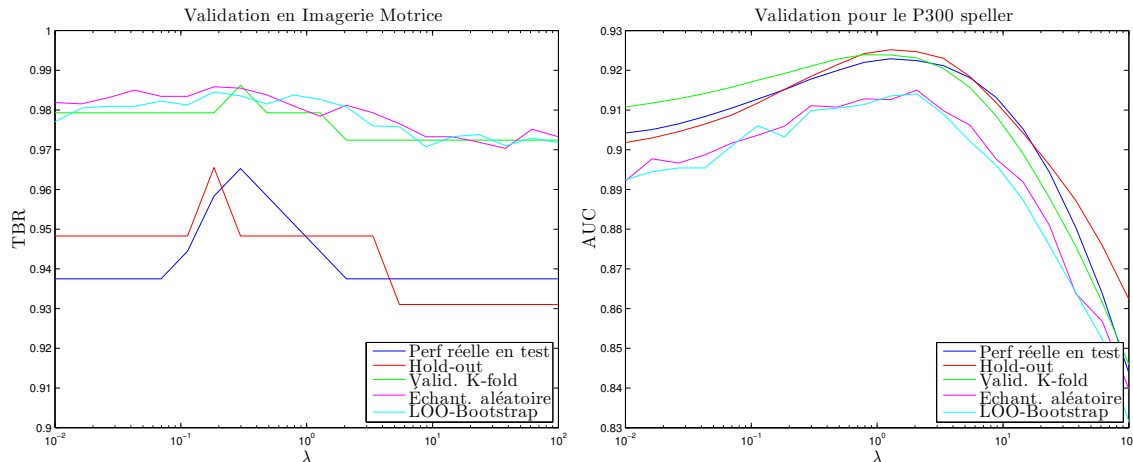 Validation en Imagerie Motrice
1
0.99
0.98
0.97
0.96
0.95
0.94
0.93
0.92
0.91
0.9
TBR
10^-2
10^-1
10^0
10^1
10^2
λ
Perf réelle en test
Hold-out
Valid. K-fold
Échant. aléatoire
LOO-Bootstrap
Validation pour le P300 speller
0.93
0.92
0.91
0.9
0.89
0.88
0.87
0.86
0.85
0.84
0.83
AUC
10^-2
10^-1
10^0
10^1
10^2
λ
Perf réelle en test
Hold-out
Valid. K-fold
Échant. aléatoire
LOO-Bootstrap